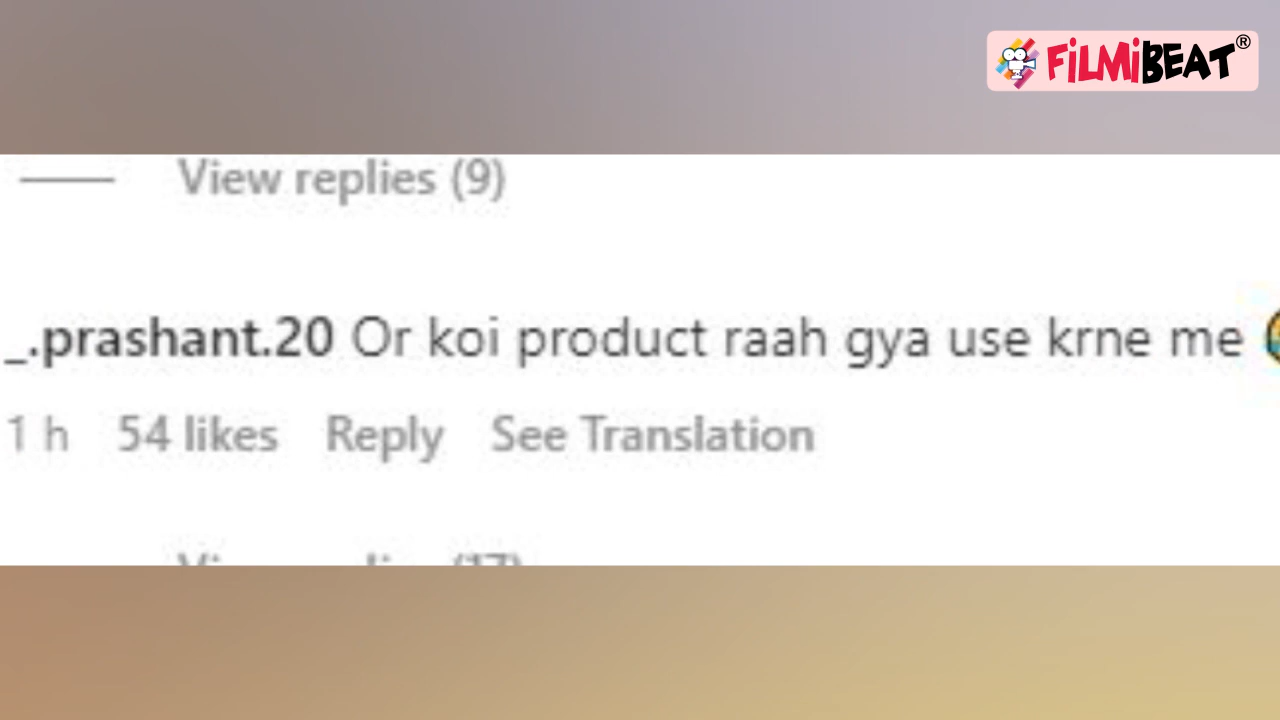 FiLMiBEAT®
View replies (9)
_.prashant.20 Or koi product raah gya use krne me
1 h 54 likes Reply See Translation